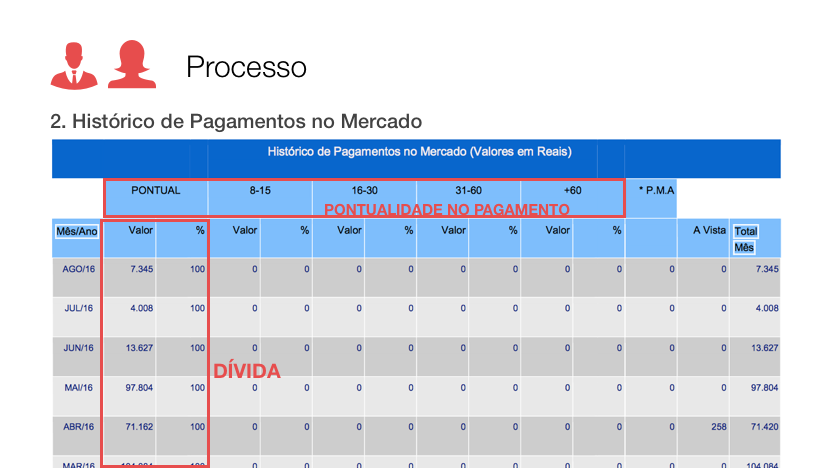 Processo
2. Histórico de Pagamentos no Mercado
Histórico de Pagamentos no Mercado (Valores em Reais)
PONTUAL 8-15 16-30 31-60 +60 * P.M.A
PONTUALIDADE NO PAGAMENTO
Mês/Ano Valor % Valor % Valor % Valor % Valor % A Vista Total
Mês
AGO/16 7.345 100 0 0 0 0 0 0 0 0 0 0 7.345
JUL/16 4.008 100 0 0 0 0 0 0 0 0 0 0 4.008
JUN/16 13.627 100 0 0 0 0 0 0 0 0 0 0 13.627
DÍVIDA
MAI/16 97.804 100 0 0 0 0 0 0 0 0 0 0 97.804
ABR/16 71.162 100 0 0 0 0 0 0 0 0 0 258 71.420
MAR/16 100 0 0 0 0 0 0 0 0 0 0 104.084